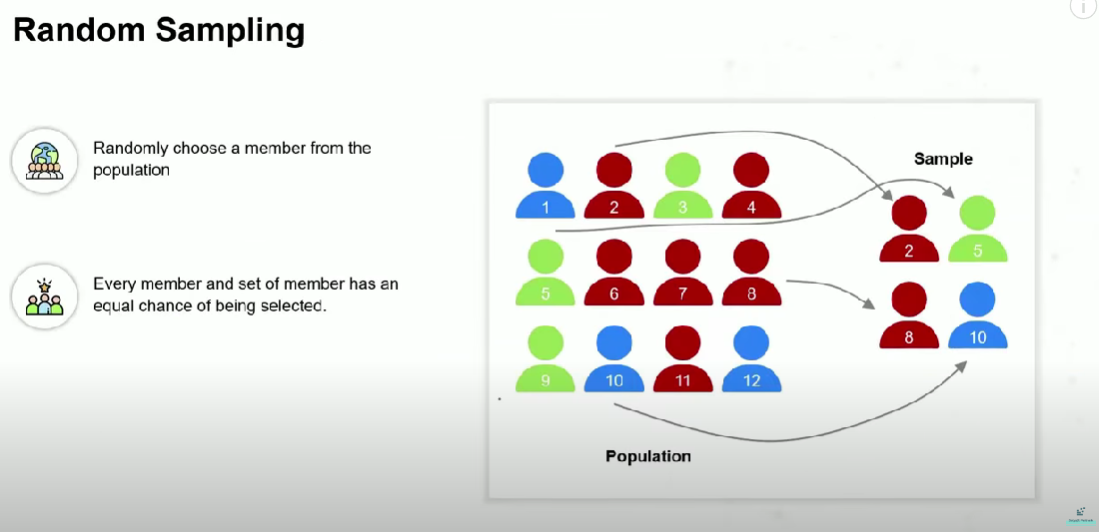 Random Sampling
Randomly choose a member from the
population
Every member and set of member has an
equal chance of being selected.
Sample
1 2 3 4
2 5
5 6 7 8
8 10
9 10 11 12
Population